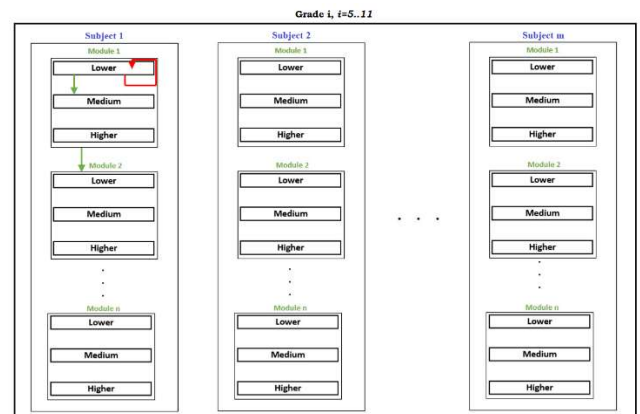 Grade i, i=5..11
Subject 1
Module 1
Lower
Medium
Higher
Module 2
Lower
Medium
Higher
.
.
.
Module n
Lower
Medium
Higher
Subject 2
Module 1
Lower
Medium
Higher
Module 2
Lower
Medium
Higher
.
.
.
Module n
Lower
Medium
Higher
. . .
Subject m
Module 1
Lower
Medium
Higher
Module 2
Lower
Medium
Higher
.
.
.
Module n
Lower
Medium
Higher